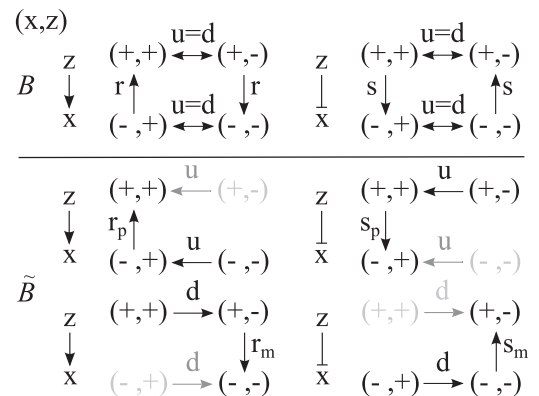 (x,z)
z (+,+) u=d (+,-) z (+,+) u=d (+,-)
B r r s s
x (-,+) u=d (-,-) x (-,+) u=d (-,-)
z (+,+) u (+,-) z (+,+) u (+,-)
r_p s_p
x (-,+) u (-,-) x (-,+) u (-,-)
B̃
z (+,+) d (+,-) z (+,+) d (+,-)
r_m s_m
x (-,+) d (-,-) x (-,+) d (-,-)